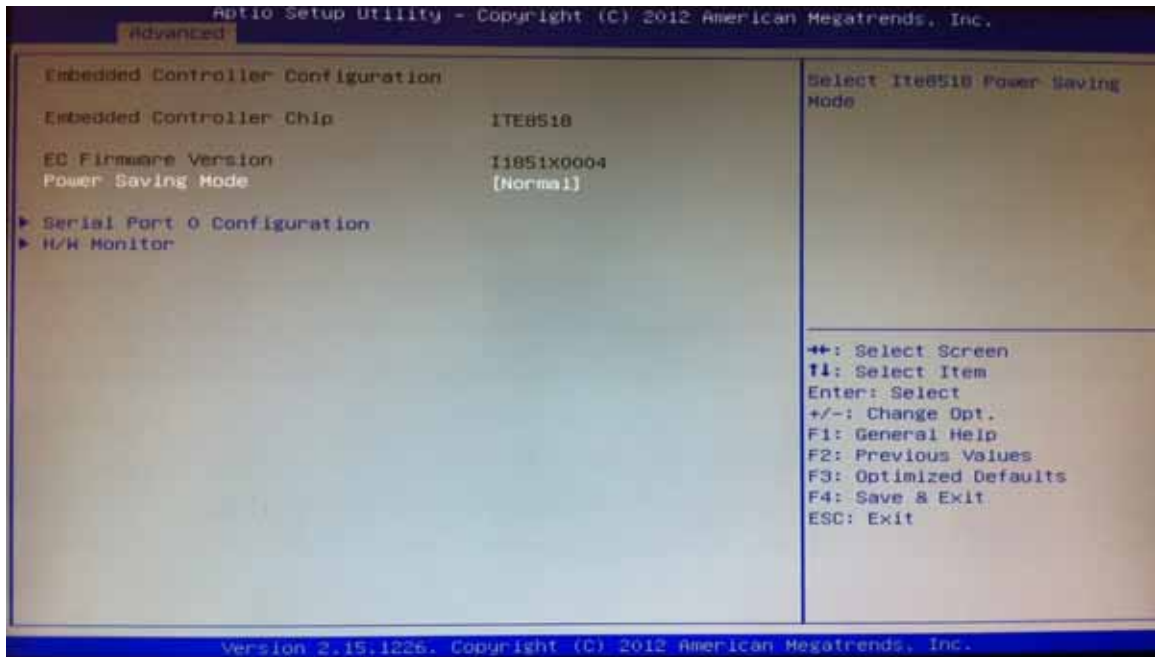 Aptio Setup Utility - Copyright (C) 2012 American Megatrends, Inc.
Advanced
Embedded Controller Configuration
Embedded Controller Chip ITE8518
EC Firmware Version I1851X0004
Power Saving Mode [Normal]
► Serial Port 0 Configuration
► H/W Monitor
Select Ite8518 Power Saving
Mode
→←: Select Screen
↑↓: Select Item
Enter: Select
+/-: Change Opt.
F1: General Help
F2: Previous Values
F3: Optimized Defaults
F4: Save & Exit
ESC: Exit
Version 2.15.1226. Copyright (C) 2012 American Megatrends, Inc.